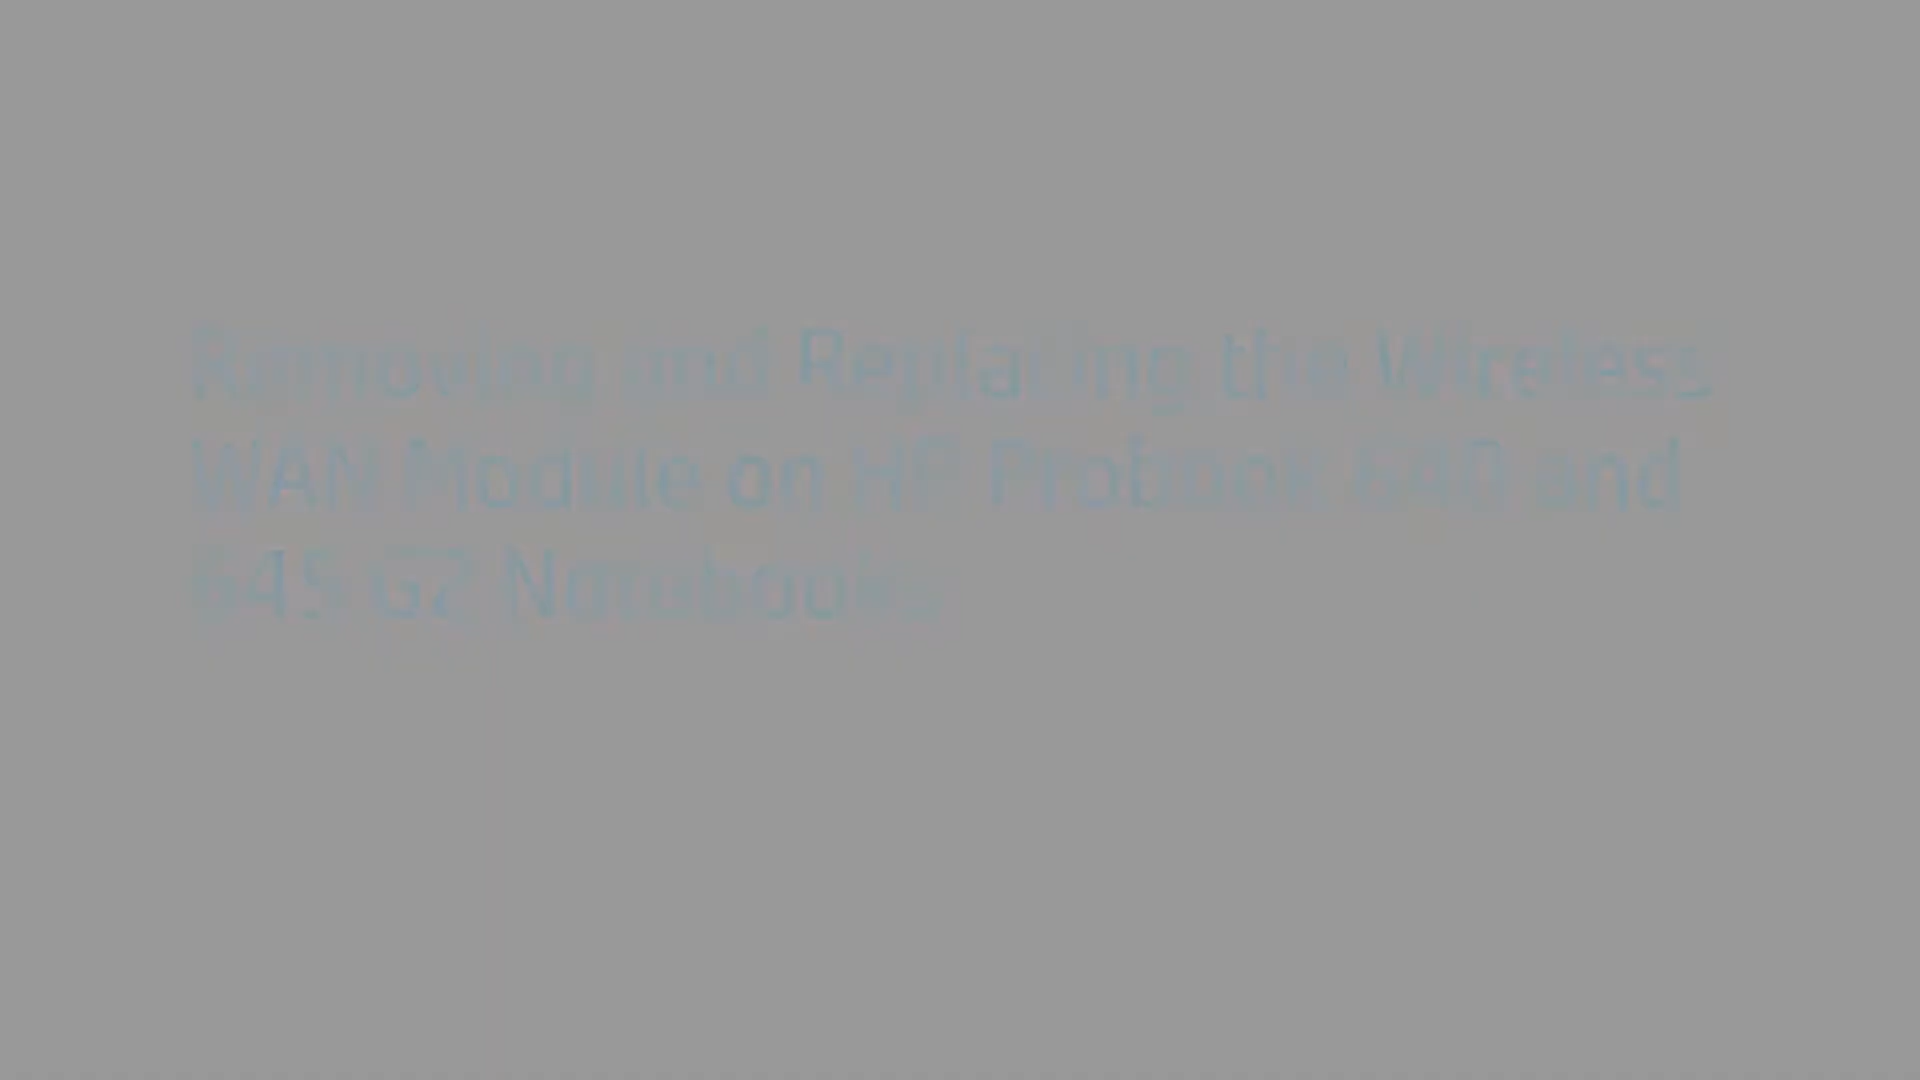 Removing and Replacing the Wireless
WAN Module on HP Probook 640 and
645 G2 Notebooks